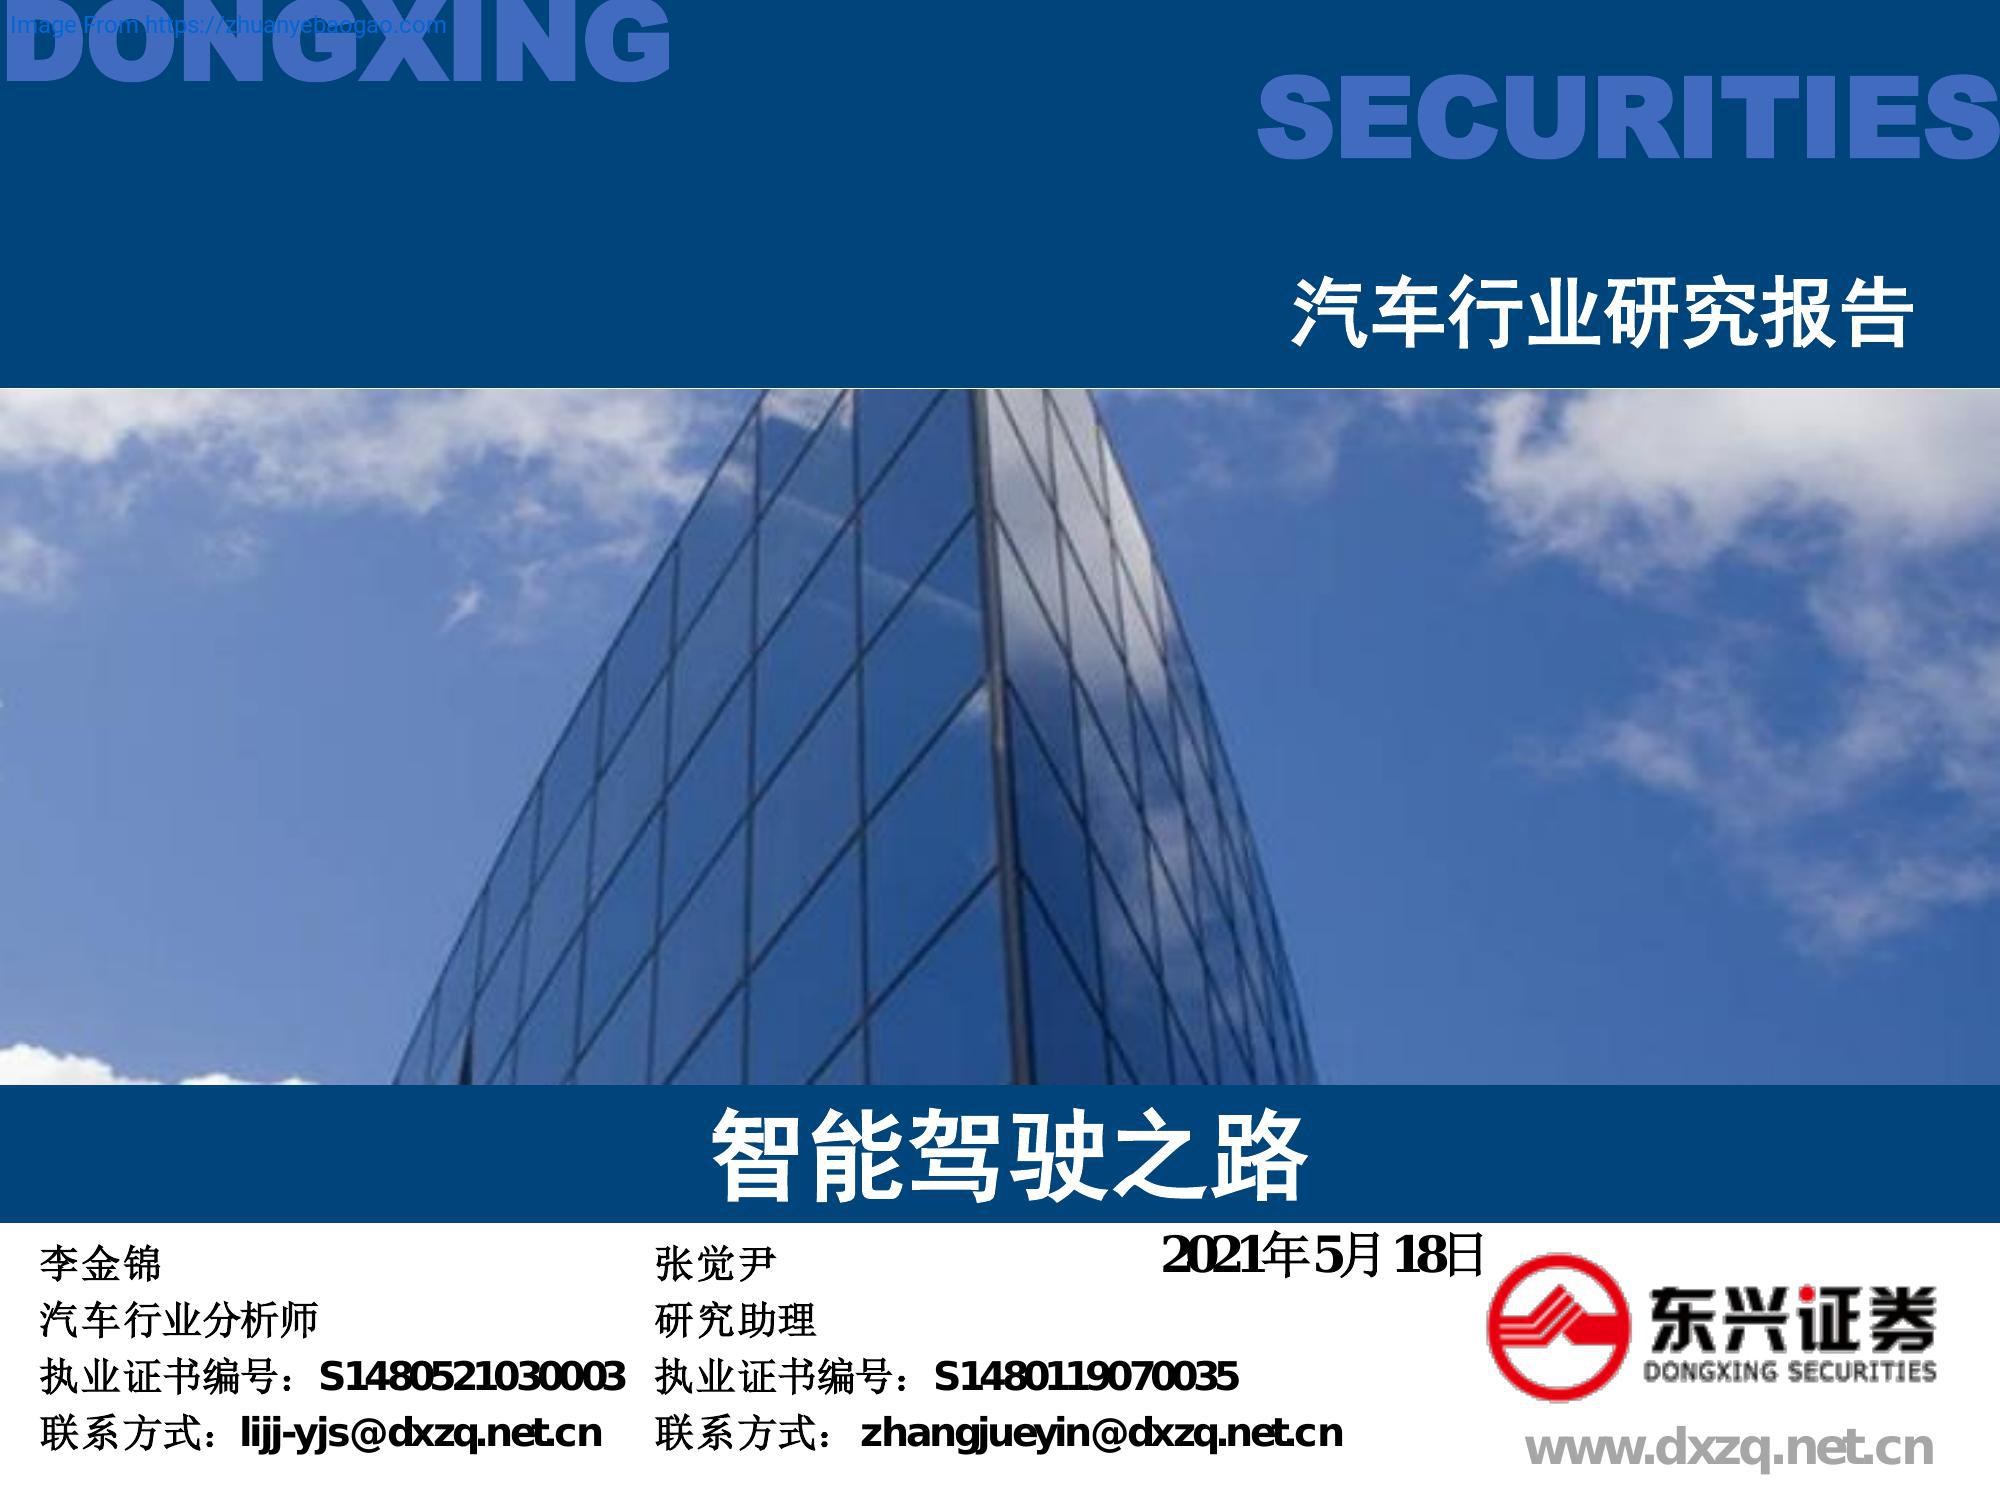 Image From https://zhuanyebaogao.com
DONGXING
SECURITIES
汽车行业研究报告
智能驾驶之路
2021年5月18日
李金锦
汽车行业分析师
执业证书编号：S1480521030003
联系方式：lijj-yjs@dxzq.net.cn
张觉尹
研究助理
执业证书编号：S1480119070035
联系方式：zhangjueyin@dxzq.net.cn
东兴证券
DONGXING SECURITIES
www.dxzq.net.cn